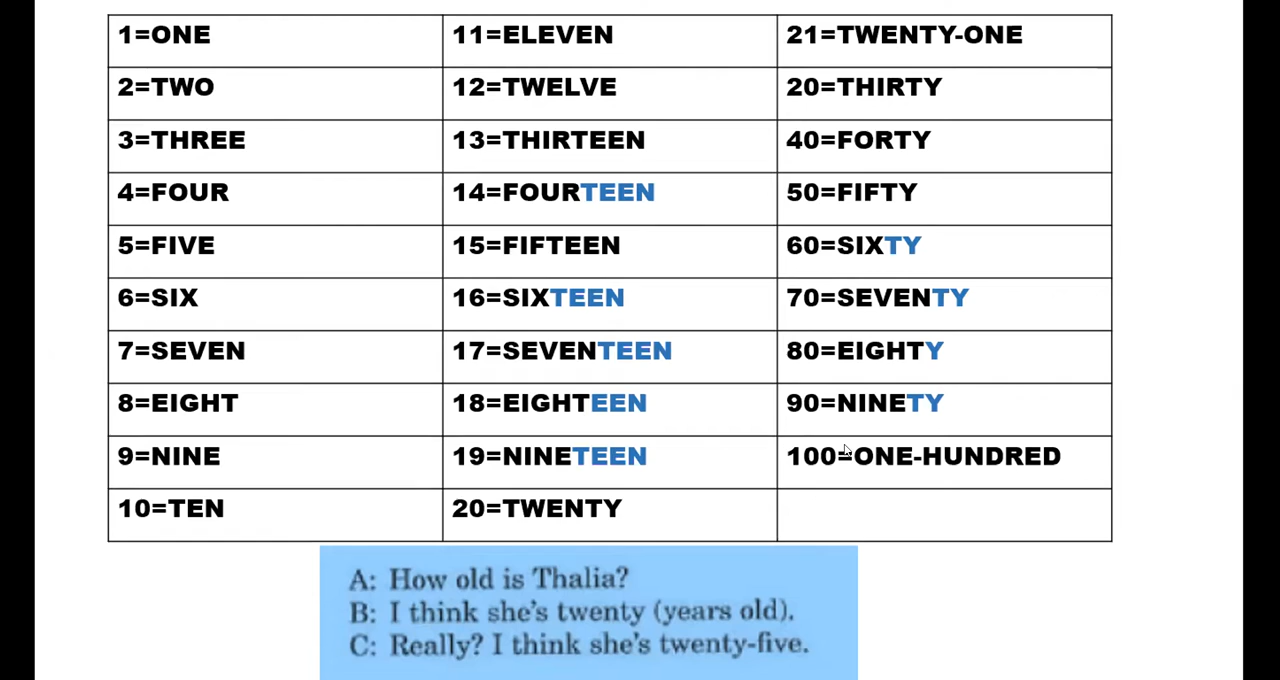 1=ONE 11=ELEVEN 21=TWENTY-ONE
2=TWO 12=TWELVE 20=THIRTY
3=THREE 13=THIRTEEN 40=FORTY
4=FOUR 14=FOURTEEN 50=FIFTY
5=FIVE 15=FIFTEEN 60=SIXTY
6=SIX 16=SIXTEEN 70=SEVENTY
7=SEVEN 17=SEVENTEEN 80=EIGHTY
8=EIGHT 18=EIGHTEEN 90=NINETY
9=NINE 19=NINETEEN 100=ONE-HUNDRED
10=TEN 20=TWENTY
A: How old is Thalia?
B: I think she's twenty (years old).
C: Really? I think she's twenty-five.